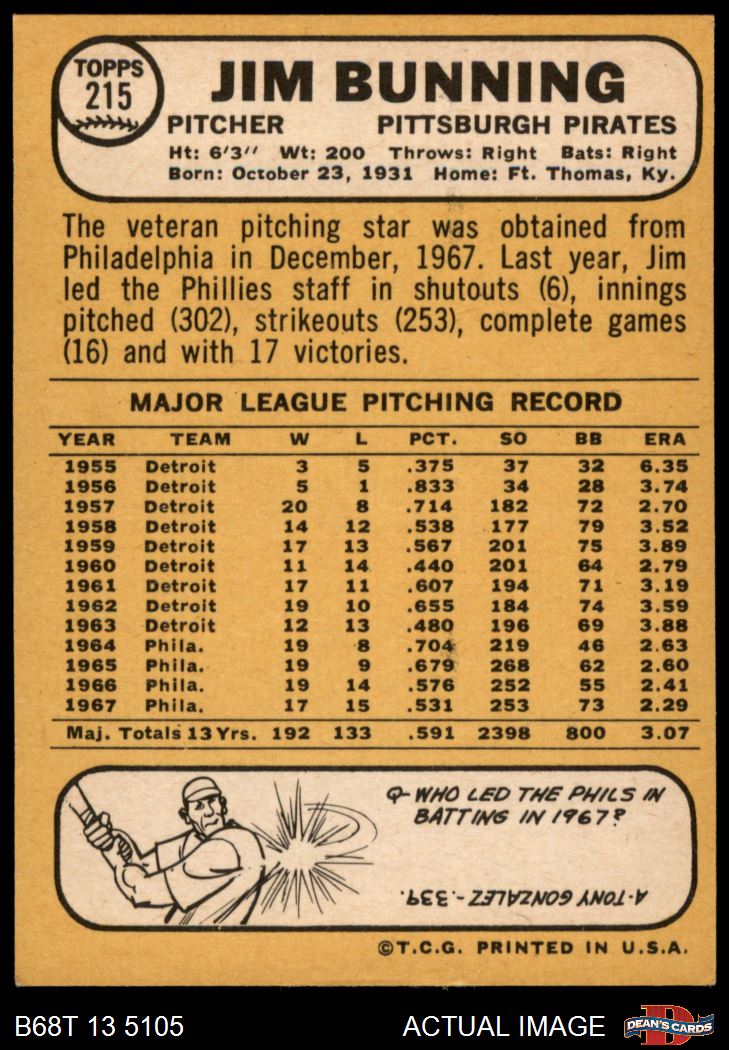 TOPPS
215
JIM BUNNING
PITCHER PITTSBURGH PIRATES
Ht: 6'3" Wt: 200 Throws: Right Bats: Right
Born: October 23, 1931 Home: Ft. Thomas, Ky.
The veteran pitching star was obtained from
Philadelphia in December, 1967. Last year, Jim
led the Phillies staff in shutouts (6), innings
pitched (302), strikeouts (253), complete games
(16) and with 17 victories.
MAJOR LEAGUE PITCHING RECORD
YEAR TEAM W L PCT. SO BB ERA
1955 Detroit 3 5 .375 37 32 6.35
1956 Detroit 5 1 .833 34 28 3.74
1957 Detroit 20 8 .714 182 72 2.70
1958 Detroit 14 12 .538 177 79 3.52
1959 Detroit 17 13 .567 201 75 3.89
1960 Detroit 11 14 .440 201 64 2.79
1961 Detroit 17 11 .607 194 71 3.19
1962 Detroit 19 10 .655 184 74 3.59
1963 Detroit 12 13 .480 196 69 3.88
1964 Phila. 19 8 .704 219 46 2.63
1965 Phila. 19 9 .679 268 62 2.60
1966 Phila. 19 14 .576 252 55 2.41
1967 Phila. 17 15 .531 253 73 2.29
Maj. Totals 13 Yrs. 192 133 .591 2398 800 3.07
Q-WHO LED THE PHILS IN
BATTING IN 1967?
A-TONY GONZALEZ-.339.
©T.C.G. PRINTED IN U.S.A.
B68T 13 5105 ACTUAL IMAGE
DEAN'S CARDS